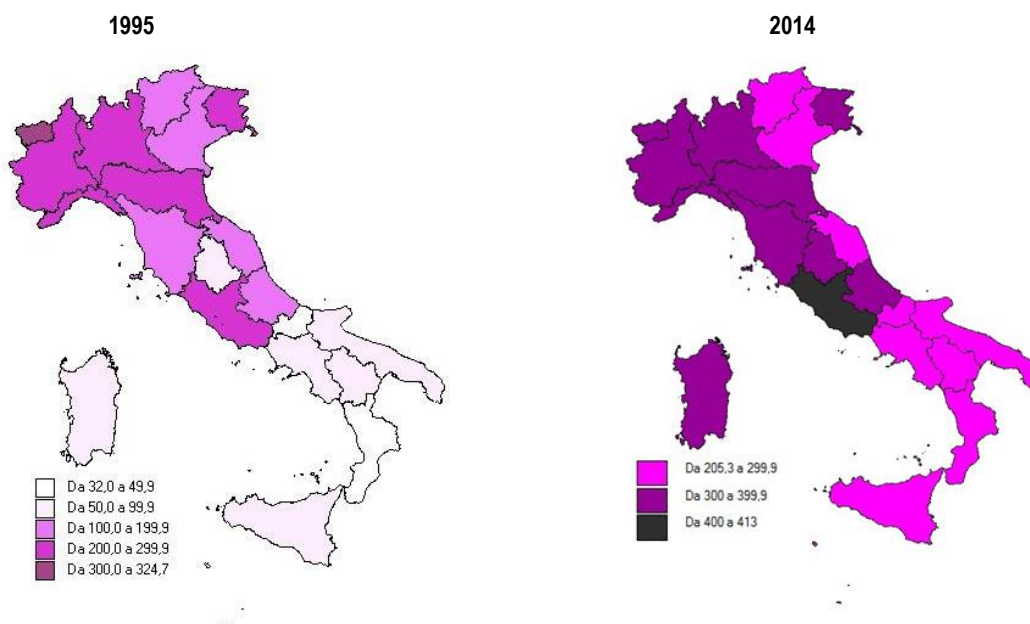 1995
2014
Da 32,0 a 49,9
Da 50,0 a 99,9
Da 100,0 a 199,9
Da 200,0 a 299,9
Da 300,0 a 324,7
Da 205,3 a 299,9
Da 300 a 399,9
Da 400 a 413